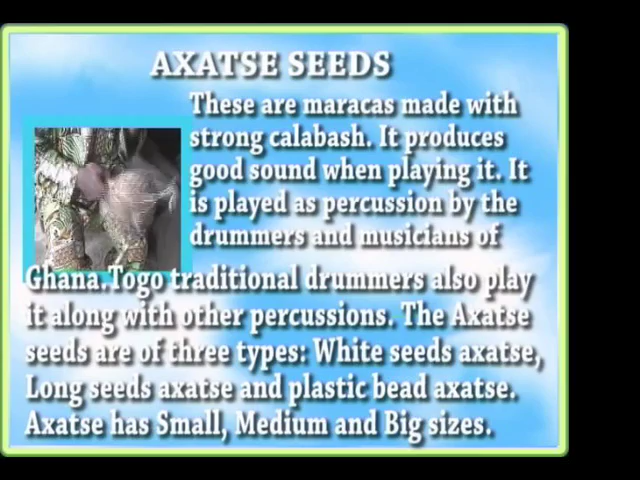 AXATSE SEEDS
These are maracas made with
strong calabash. It produces
good sound when playing it. It
is played as percussion by the
drummers and musicians of
Ghana.Togo traditional drummers also play
it along with other percussions. The Axatse
seeds are of three types: White seeds axatse,
Long seeds axatse and plastic bead axatse.
Axatse has Small, Medium and Big sizes.